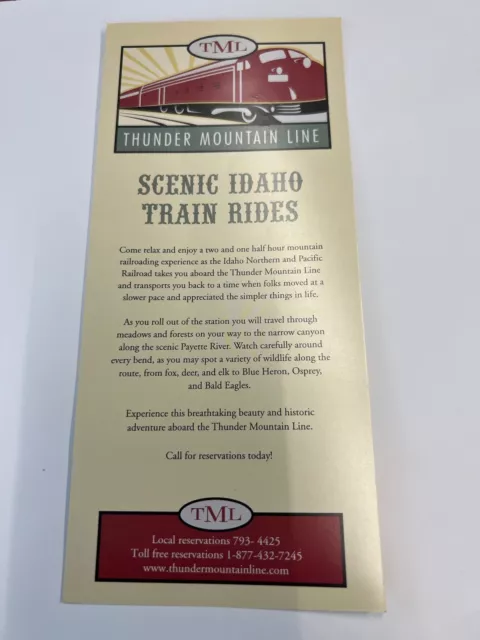 TML
THUNDER MOUNTAIN LINE
SCENIC IDAHO
TRAIN RIDES
Come relax and enjoy a two and one half hour mountain
railroading experience as the Idaho Northern and Pacific
Railroad takes you aboard the Thunder Mountain Line
and transports you back to a time when folks moved at a
slower pace and appreciated the simpler things in life.
As you roll out of the station you will travel through
meadows and forests on your way to the narrow canyon
along the scenic Payette River. Watch carefully around
every bend, as you may spot a variety of wildlife along the
route, from fox, deer, and elk to Blue Heron, Osprey,
and Bald Eagles.
Experience this breathtaking beauty and historic
adventure aboard the Thunder Mountain Line.
Call for reservations today!
TML
Local reservations 793- 4425
Toll free reservations 1-877-432-7245
www.thundermountainline.com